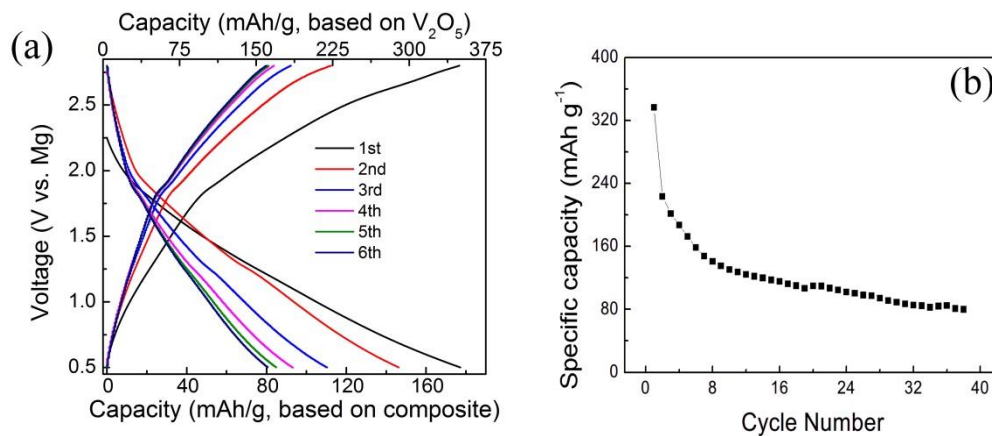 Capacity (mAh/g, based on V₂O₅)
(a)
0 75 150 225 300 375
2.5
2.0
1.5
1.0
0.5
Voltage (V vs. Mg)
1st
2nd
3rd
4th
5th
6th
0 40 80 120 160
Capacity (mAh/g, based on composite)
(b)
400
320
240
160
80
0
Specific capacity (mAh g⁻¹)
0 8 16 24 32 40
Cycle Number